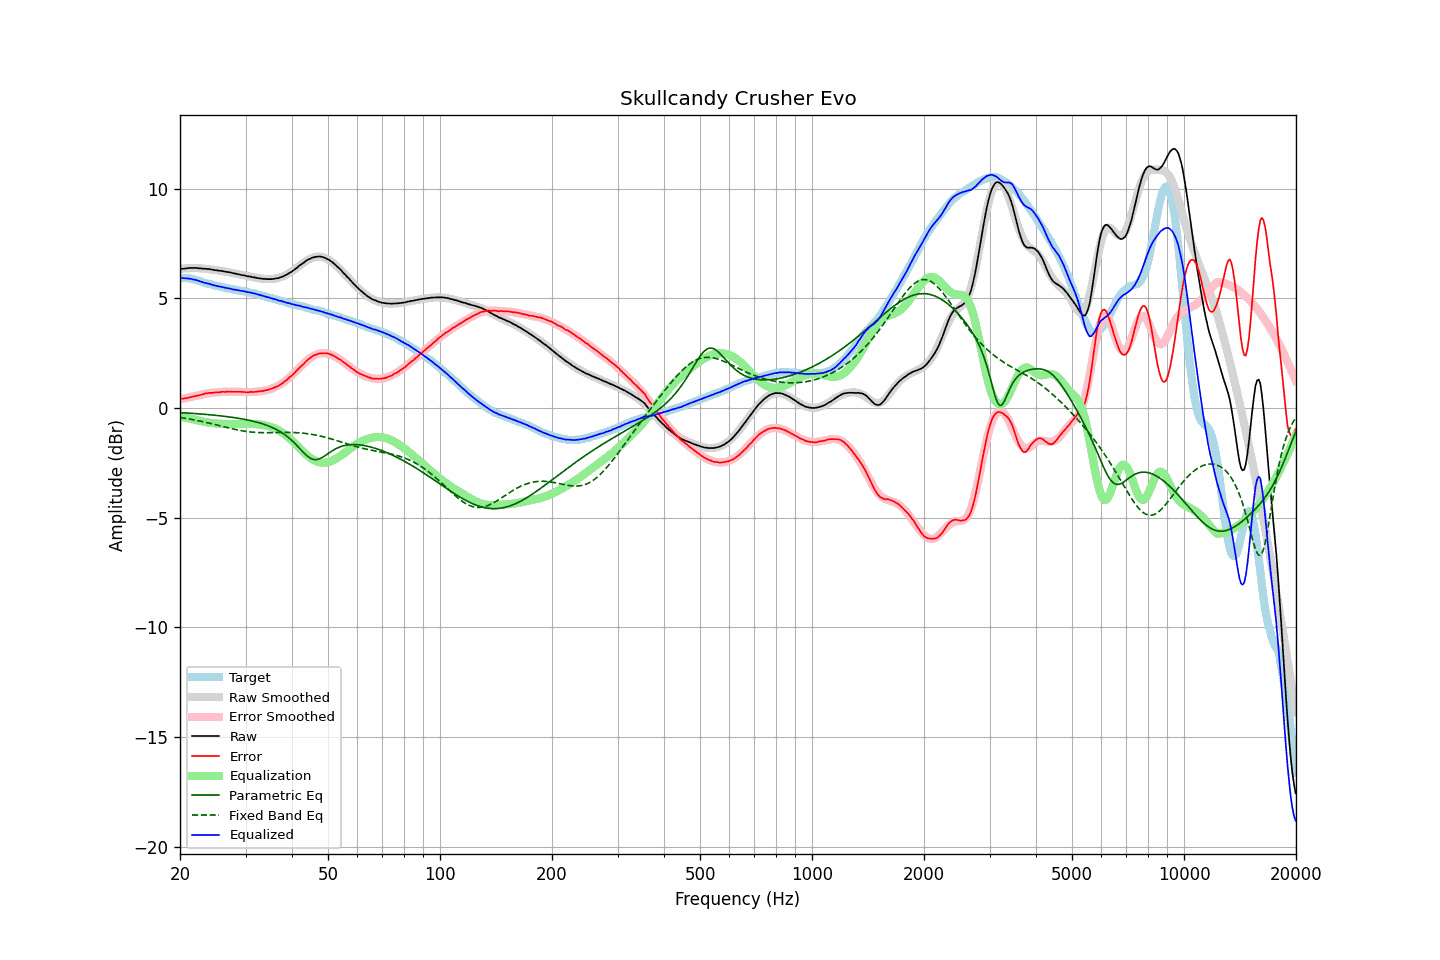 Skullcandy Crusher Evo
Amplitude (dBr)
10
5
0
−5
−10
−15
−20
Target
Raw Smoothed
Error Smoothed
Raw
Error
Equalization
Parametric Eq
Fixed Band Eq
Equalized
20 50 100 200 500 1000 2000 5000 10000 20000
Frequency (Hz)